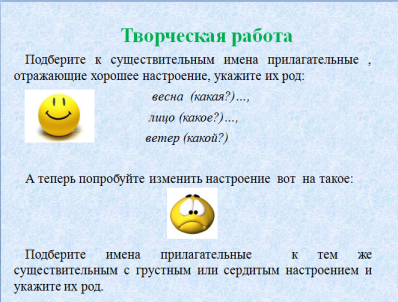 Творческая работа
Подберите к существительным имена прилагательные ,
отражающие хорошее настроение, укажите их род:
весна (какая?)…,
лицо (какое?)…,
ветер (какой?)
А теперь попробуйте изменить настроение вот на такое:
Подберите имена прилагательные к тем же
существительным с грустным или сердитым настроением и
укажите их род.